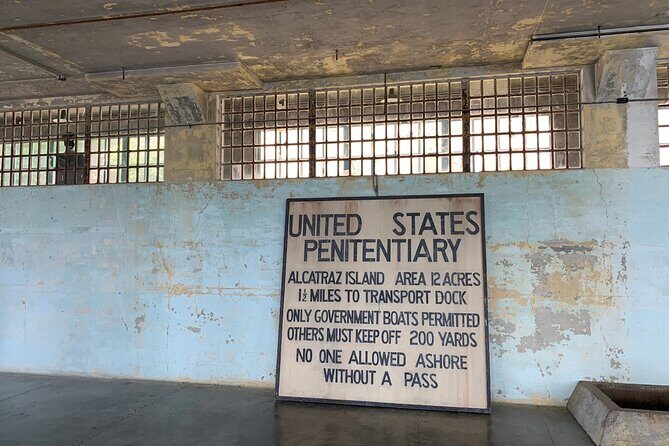 UNITED STATES
PENITENTIARY
ALCATRAZ ISLAND AREA 12 ACRES
1½ MILES TO TRANSPORT DOCK
ONLY GOVERNMENT BOATS PERMITTED
OTHERS MUST KEEP OFF 200 YARDS
NO ONE ALLOWED ASHORE
WITHOUT A PASS